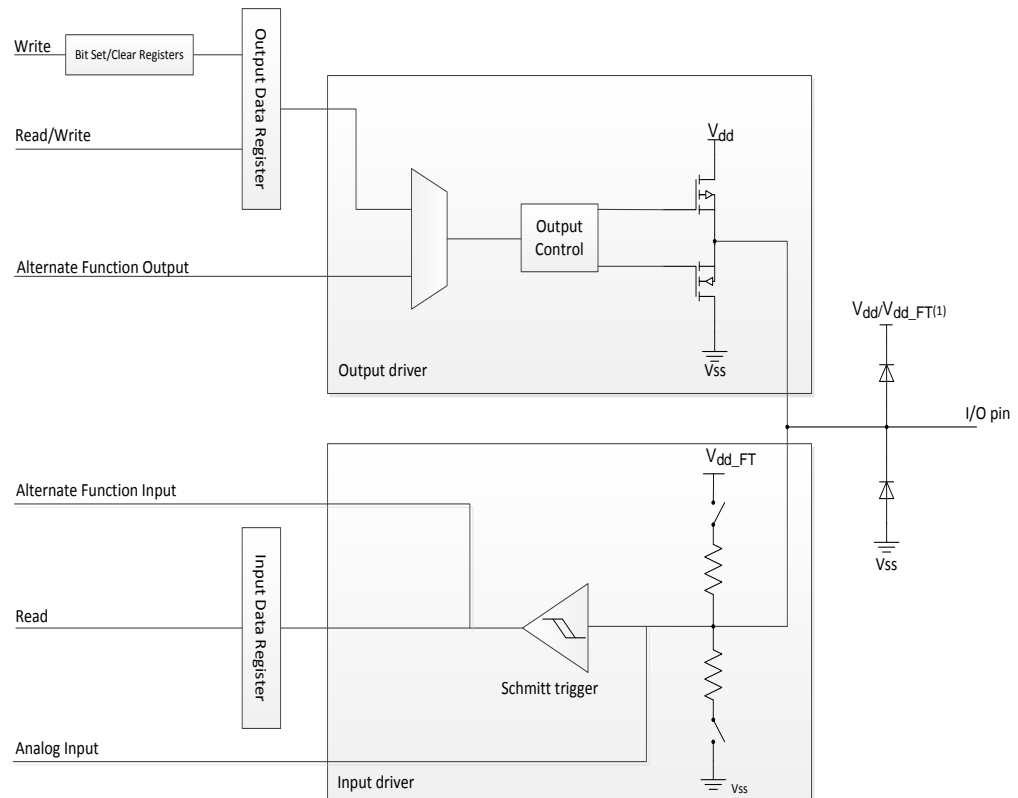 Write
Bit Set/Clear Registers
Output Data Register
Read/Write
Alternate Function Output
Vdd
Output
Control
Vss
Output driver
Vdd/Vdd_FT(1)
I/O pin
Vss
Vdd_FT
Alternate Function Input
Input Data Register
Read
Schmitt trigger
Analog Input
Input driver
Vss